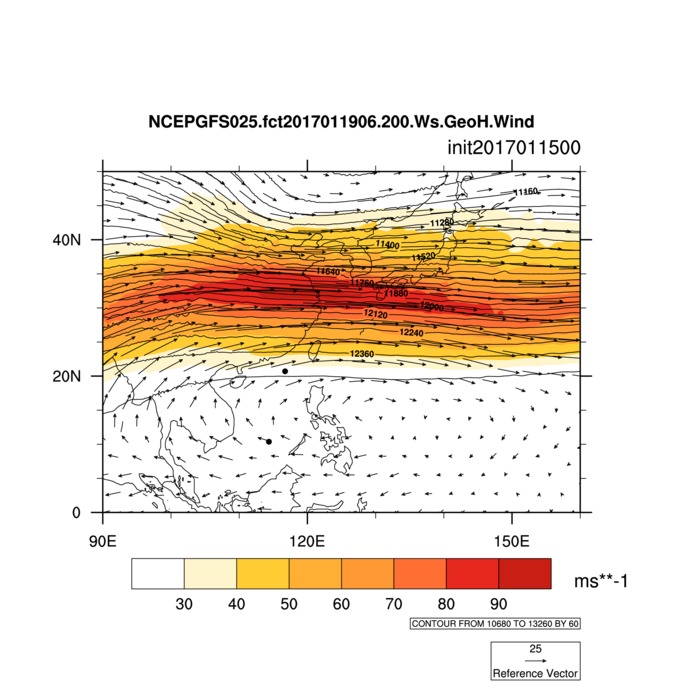 NCEPGFS025.fct2017011906.200.Ws.GeoH.Wind
init2017011500
11160
11280
40N
11400
11520
11640
11760
11880
12000
12120
12240
12360
20N
0
90E 120E 150E
ms**-1
30 40 50 60 70 80 90
CONTOUR FROM 10680 TO 13260 BY 60
25
Reference Vector